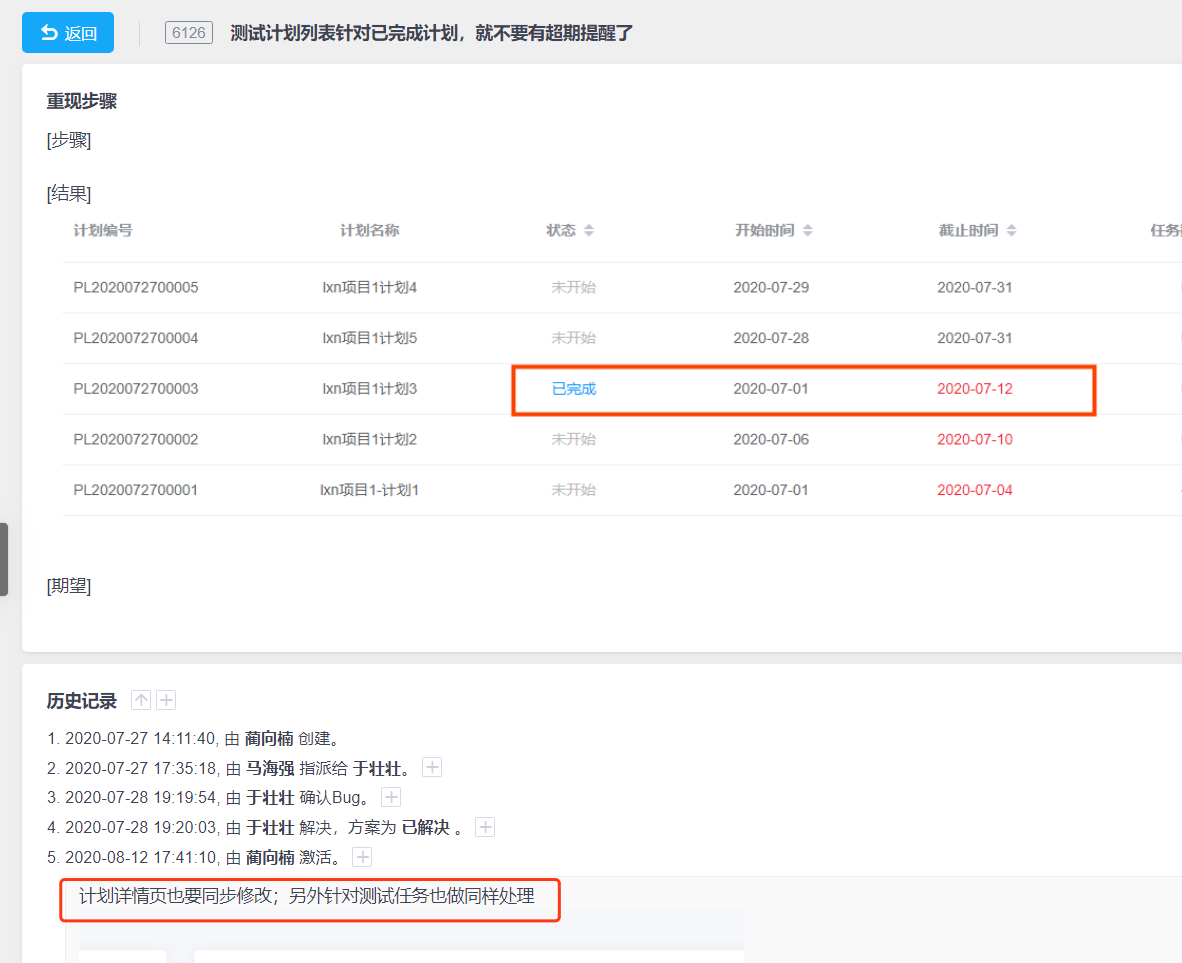 返回 6126 测试计划列表针对已完成计划，就不要有超期提醒了
重现步骤
[步骤]
[结果]
计划编号 计划名称 状态 开始时间 截止时间 任务
PL2020072700005 lxn项目1计划4 未开始 2020-07-29 2020-07-31
PL2020072700004 lxn项目1计划5 未开始 2020-07-28 2020-07-31
PL2020072700003 lxn项目1计划3 已完成 2020-07-01 2020-07-12
PL2020072700002 lxn项目1计划2 未开始 2020-07-06 2020-07-10
PL2020072700001 lxn项目1-计划1 未开始 2020-07-01 2020-07-04
[期望]
历史记录
1. 2020-07-27 14:11:40, 由 蔺向楠 创建。
2. 2020-07-27 17:35:18, 由 马海强 指派给 于壮壮。
3. 2020-07-28 19:19:54, 由 于壮壮 确认Bug。
4. 2020-07-28 19:20:03, 由 于壮壮 解决，方案为 已解决 。
5. 2020-08-12 17:41:10, 由 蔺向楠 激活。
计划详情页也要同步修改；另外针对测试任务也做同样处理